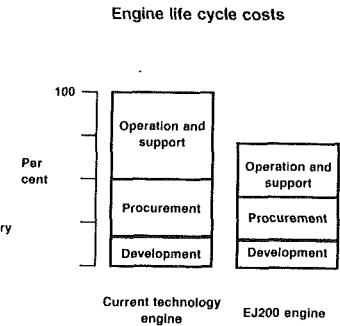 Engine life cycle costs
100
Per
cent
ry
Operation and
support
Procurement
Development
Operation and
support
Procurement
Development
Current technology
engine
EJ200 engine